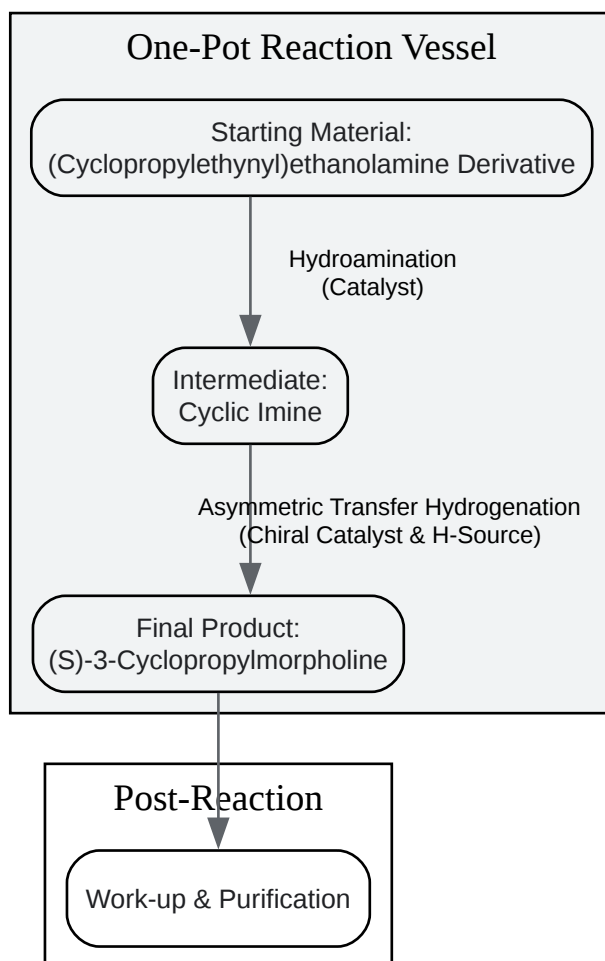 One-Pot Reaction Vessel
Starting Material:
(Cyclopropylethynyl)ethanolamine Derivative
Hydroamination
(Catalyst)
Intermediate:
Cyclic Imine
Asymmetric Transfer Hydrogenation
(Chiral Catalyst & H-Source)
Final Product:
(S)-3-Cyclopropylmorpholine
Post-Reaction
Work-up & Purification